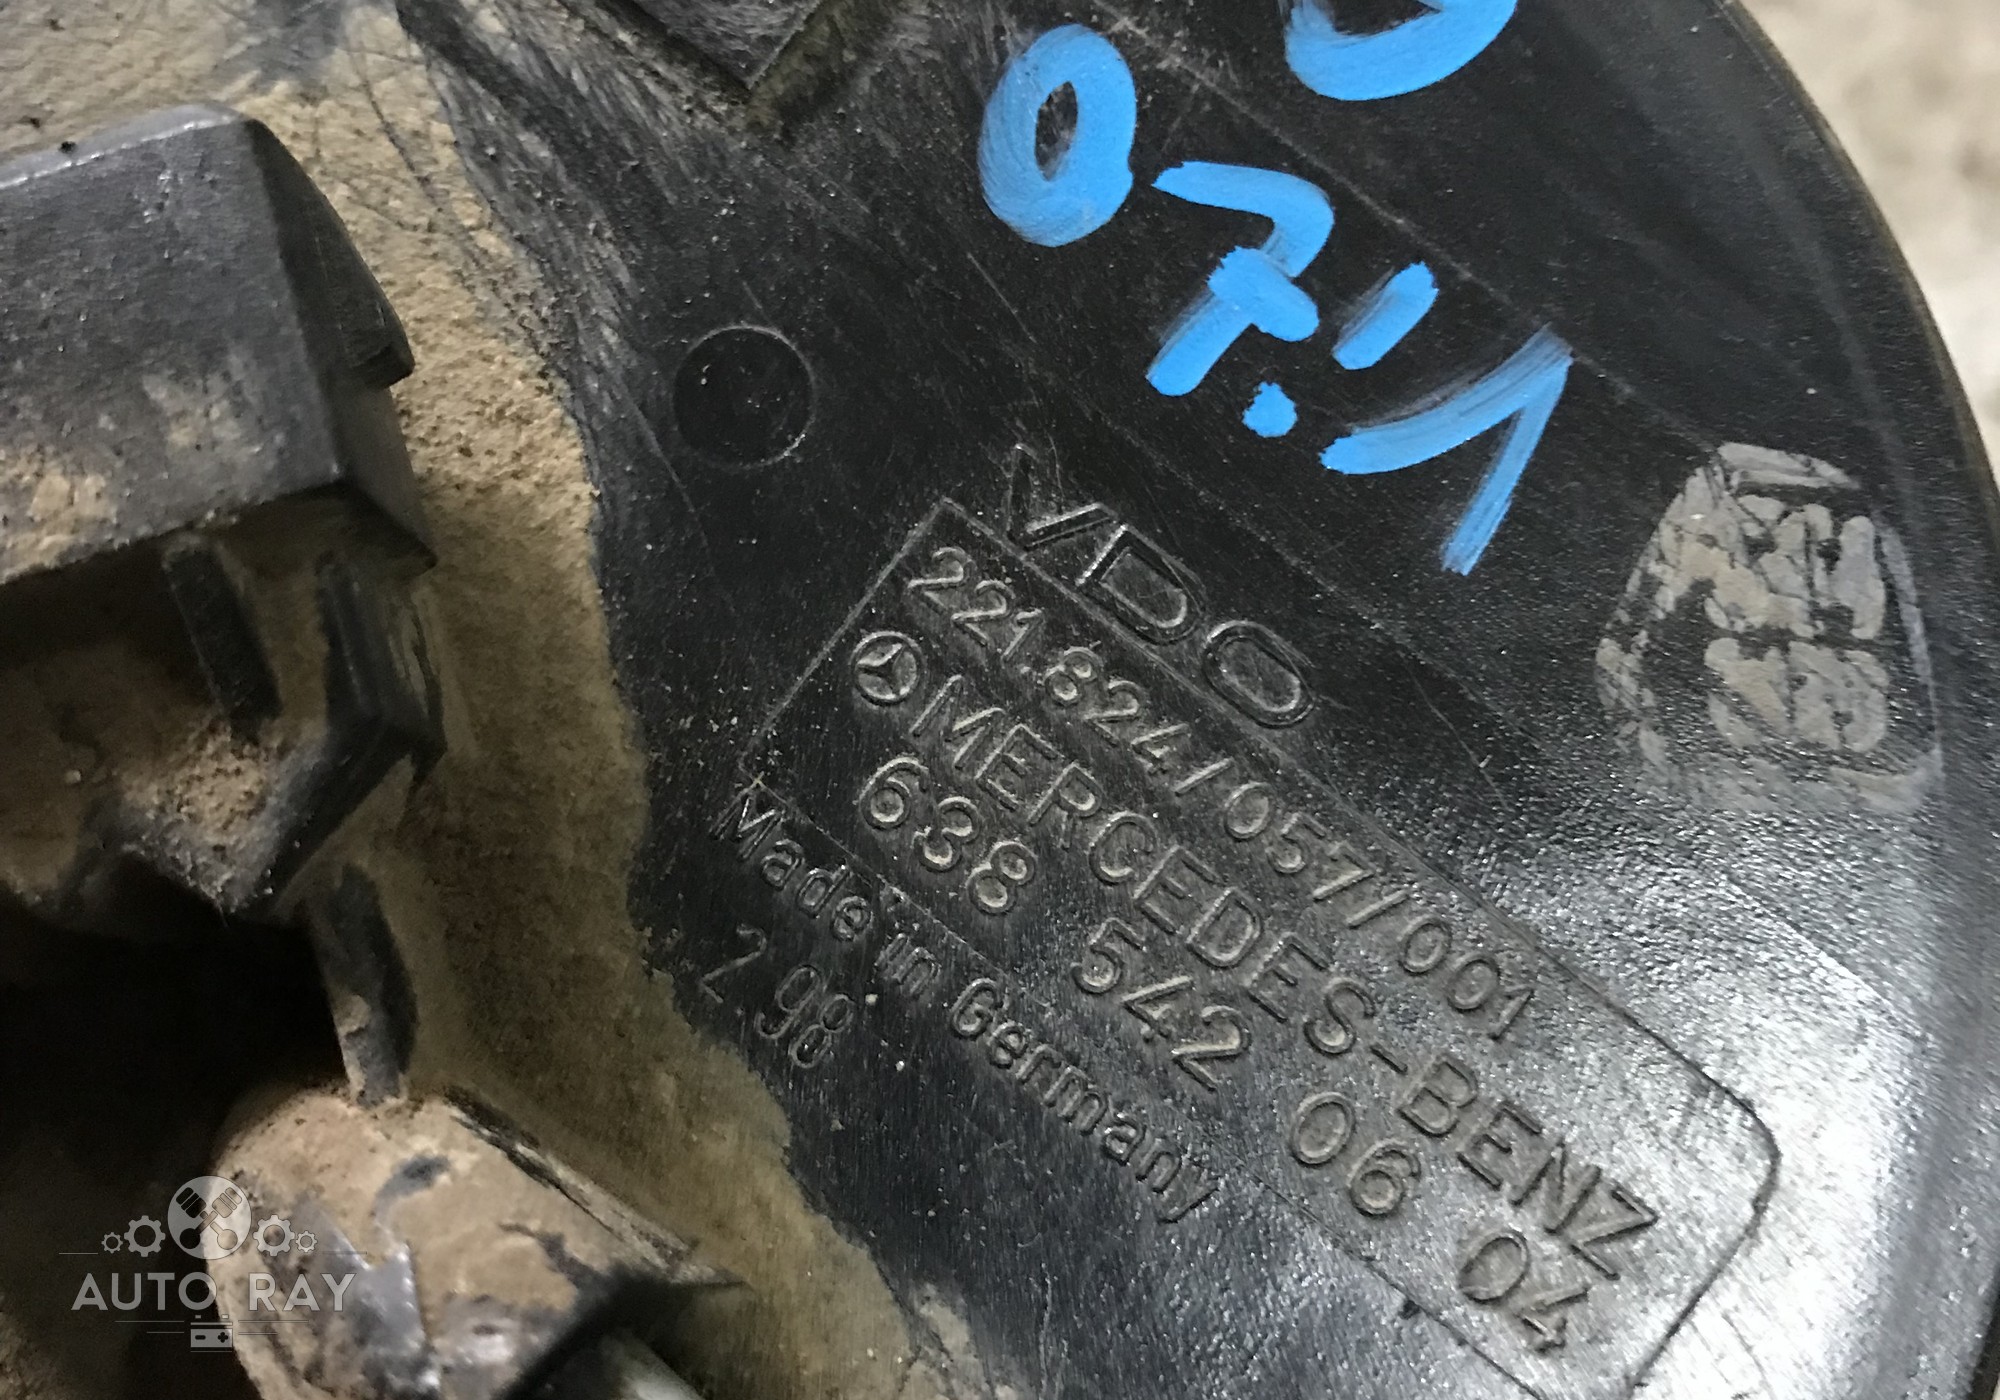 07.1
VDO
221.824/057/001
MERCEDES-BENZ
638 542 06 04
Made in Germany
2.98
AUTO RAY